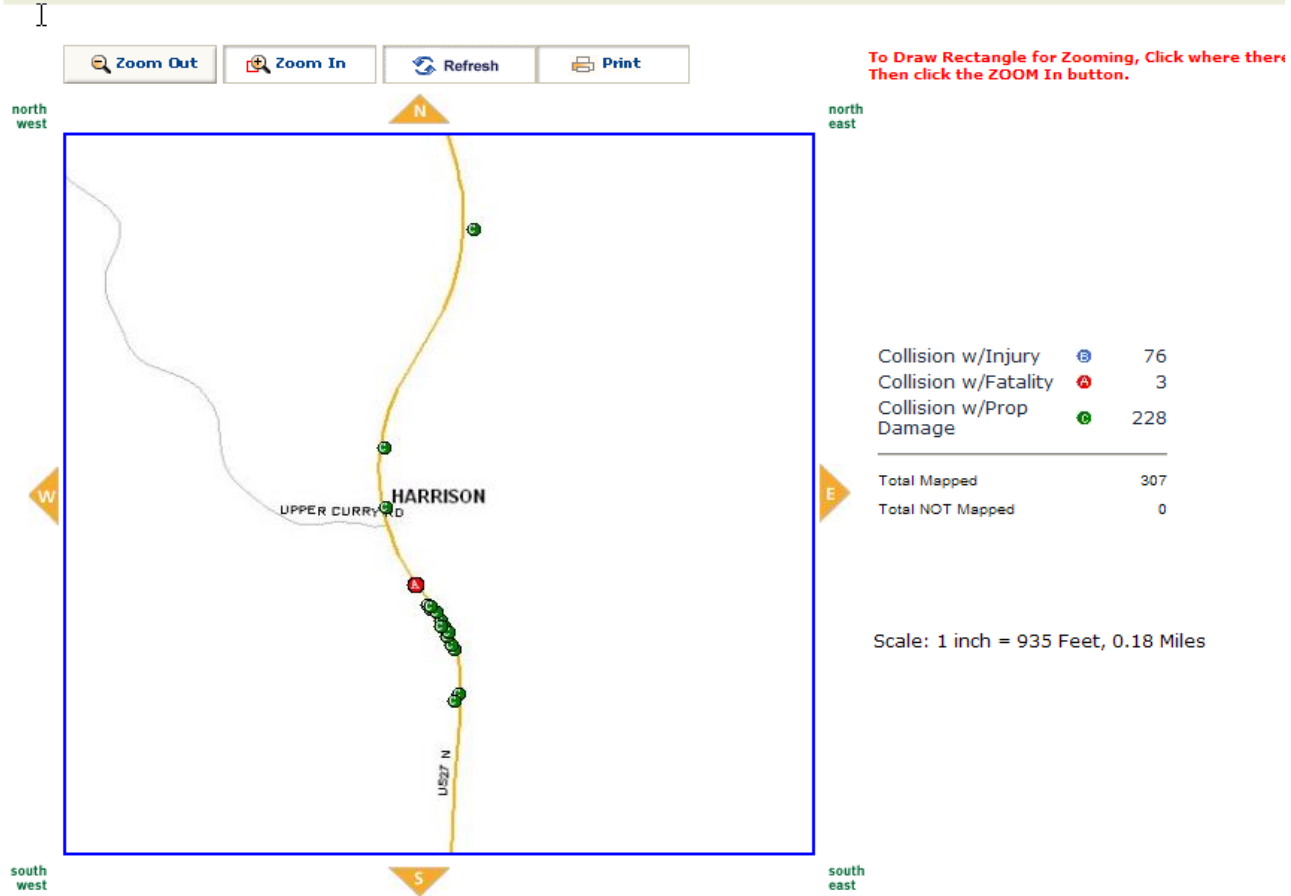 Zoom Out
Zoom In
Refresh
Print
To Draw Rectangle for Zooming, Click where there
Then click the ZOOM In button.
north
west
N
north
east
C
C
HARRISON
UPPER CURRY RD
C
W
E
A
C
C
C
C
US27 N
south
west
S
south
east
Collision w/Injury B 76
Collision w/Fatality A 3
Collision w/Prop
Damage C 228
Total Mapped 307
Total NOT Mapped 0
Scale: 1 inch = 935 Feet, 0.18 Miles